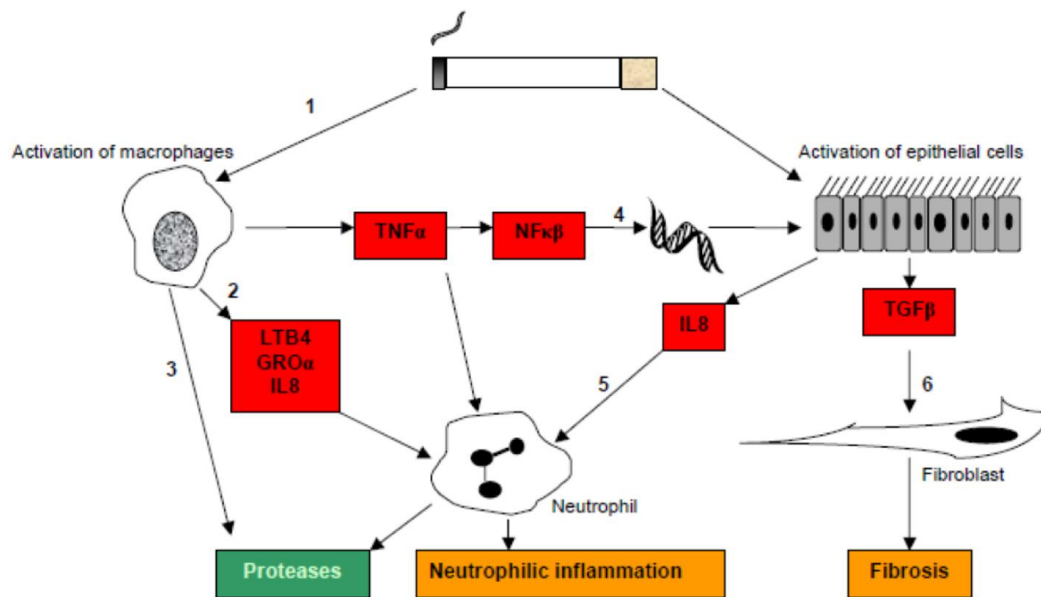 1
Activation of macrophages
Activation of epithelial cells
TNFα
NFκβ
4
2
IL8
TGFβ
LTB4
GROα
IL8
3
5
6
Fibroblast
Neutrophil
Proteases
Neutrophilic inflammation
Fibrosis